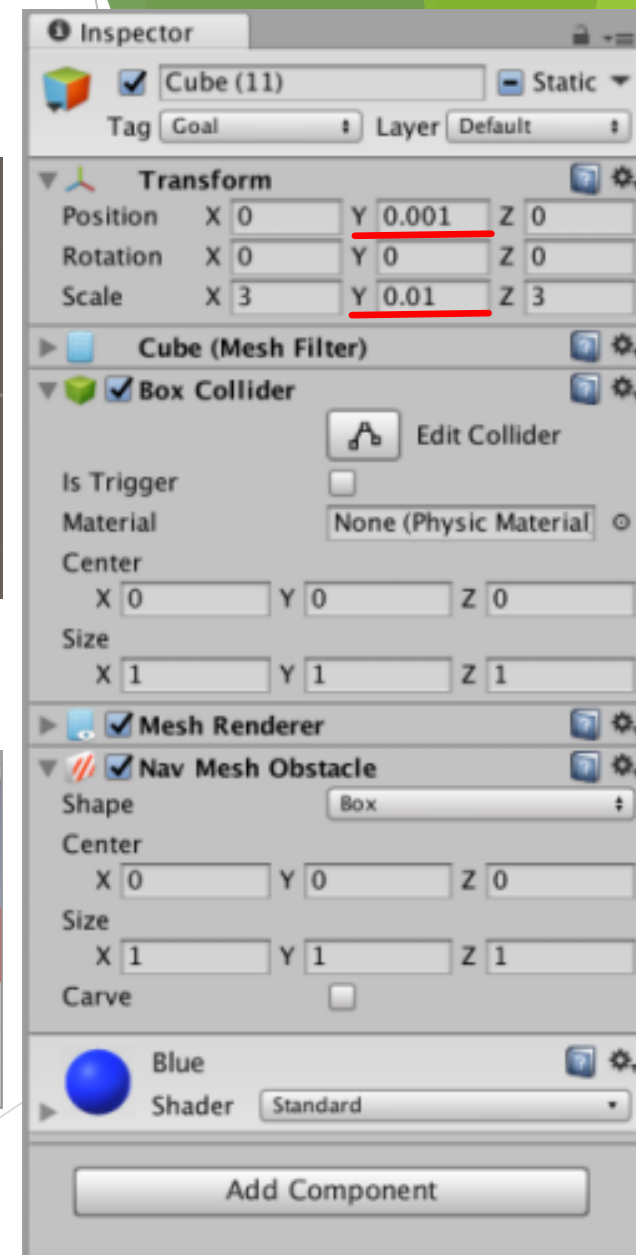 Inspector
Cube (11) Static
Tag Goal Layer Default
Transform
Position X 0 Y 0.001 Z 0
Rotation X 0 Y 0 Z 0
Scale X 3 Y 0.01 Z 3
Cube (Mesh Filter)
Box Collider
Edit Collider
Is Trigger
Material None (Physic Material
Center
X 0 Y 0 Z 0
Size
X 1 Y 1 Z 1
Mesh Renderer
Nav Mesh Obstacle
Shape Box
Center
X 0 Y 0 Z 0
Size
X 1 Y 1 Z 1
Carve
Blue
Shader Standard
Add Component